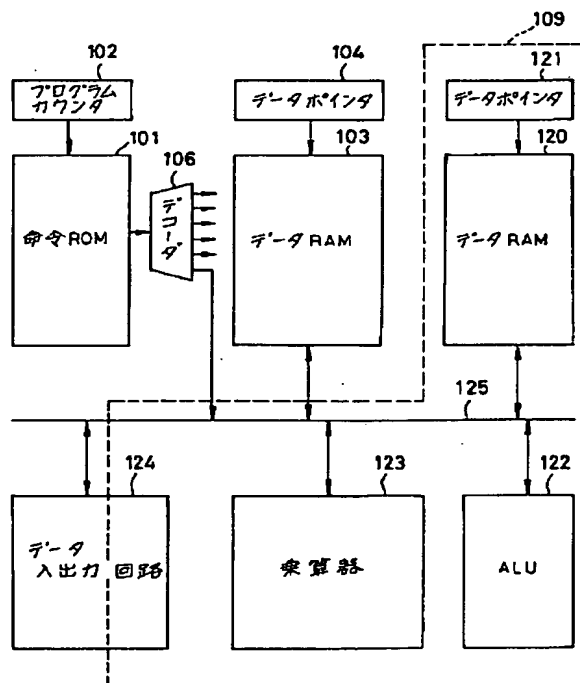 109
102
104
121
プログラム
カウンタ
データポインタ
データポインタ
101
106
103
120
命令ROM
デコーダ
データRAM
データRAM
125
124
123
122
データ
入出力回路
乗算器
ALU